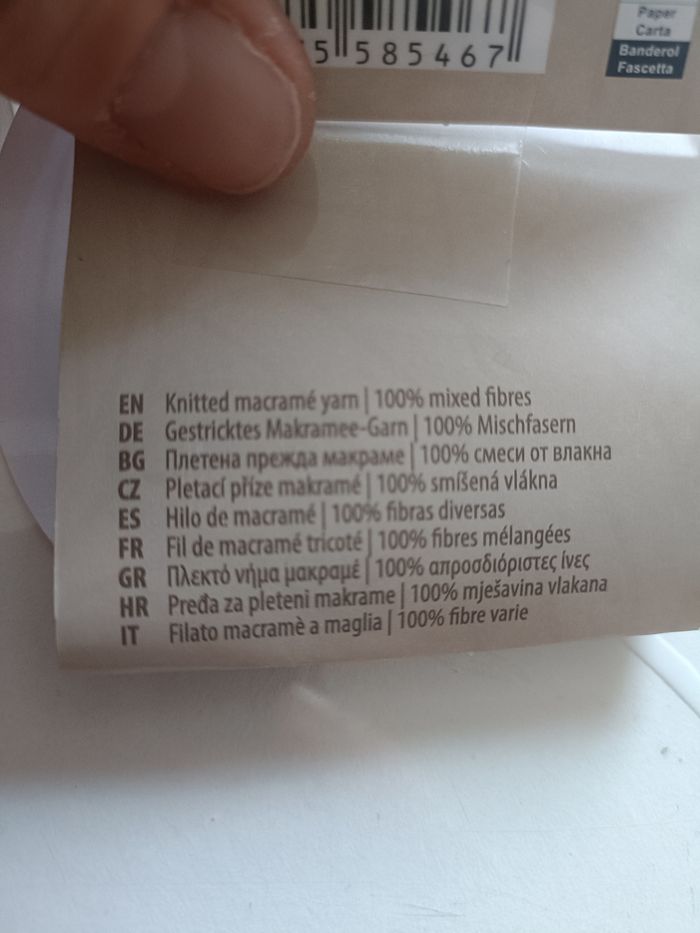 Paper
Carta
Banderol
Fascetta
5 585467
EN Knitted macramé yarn | 100% mixed fibres
DE Gestricktes Makramee-Garn | 100% Mischfasern
BG Плетена прежда макраме | 100% смеси от влакна
CZ Pletací příze makramé | 100% smíšená vlákna
ES Hilo de macramé | 100% fibras diversas
FR Fil de macramé tricoté | 100% fibres mélangées
GR Πλεκτό νήμα μακραμέ | 100% απροσδιόριστες ίνες
HR Pređa za pleteni makrame | 100% mješavina vlakana
IT Filato macramè a maglia | 100% fibre varie